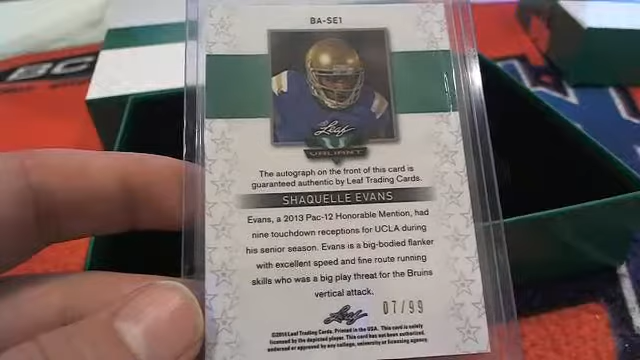 BA-SE1
Leaf
VALIANT
The autograph on the front of this card is
guaranteed authentic by Leaf Trading Cards.
SHAQUELLE EVANS
Evans, a 2013 Pac-12 Honorable Mention, had
nine touchdown receptions for UCLA during
his senior season. Evans is a big-bodied flanker
with excellent speed and fine route running
skills who was a big play threat for the Bruins
vertical attack.
Leaf
07/99
©2014 Leaf Trading Cards. Printed in the USA. This card is solely
licensed by the depicted player. This card has not been authorized,
endorsed or approved by any college, university or licensing agency.